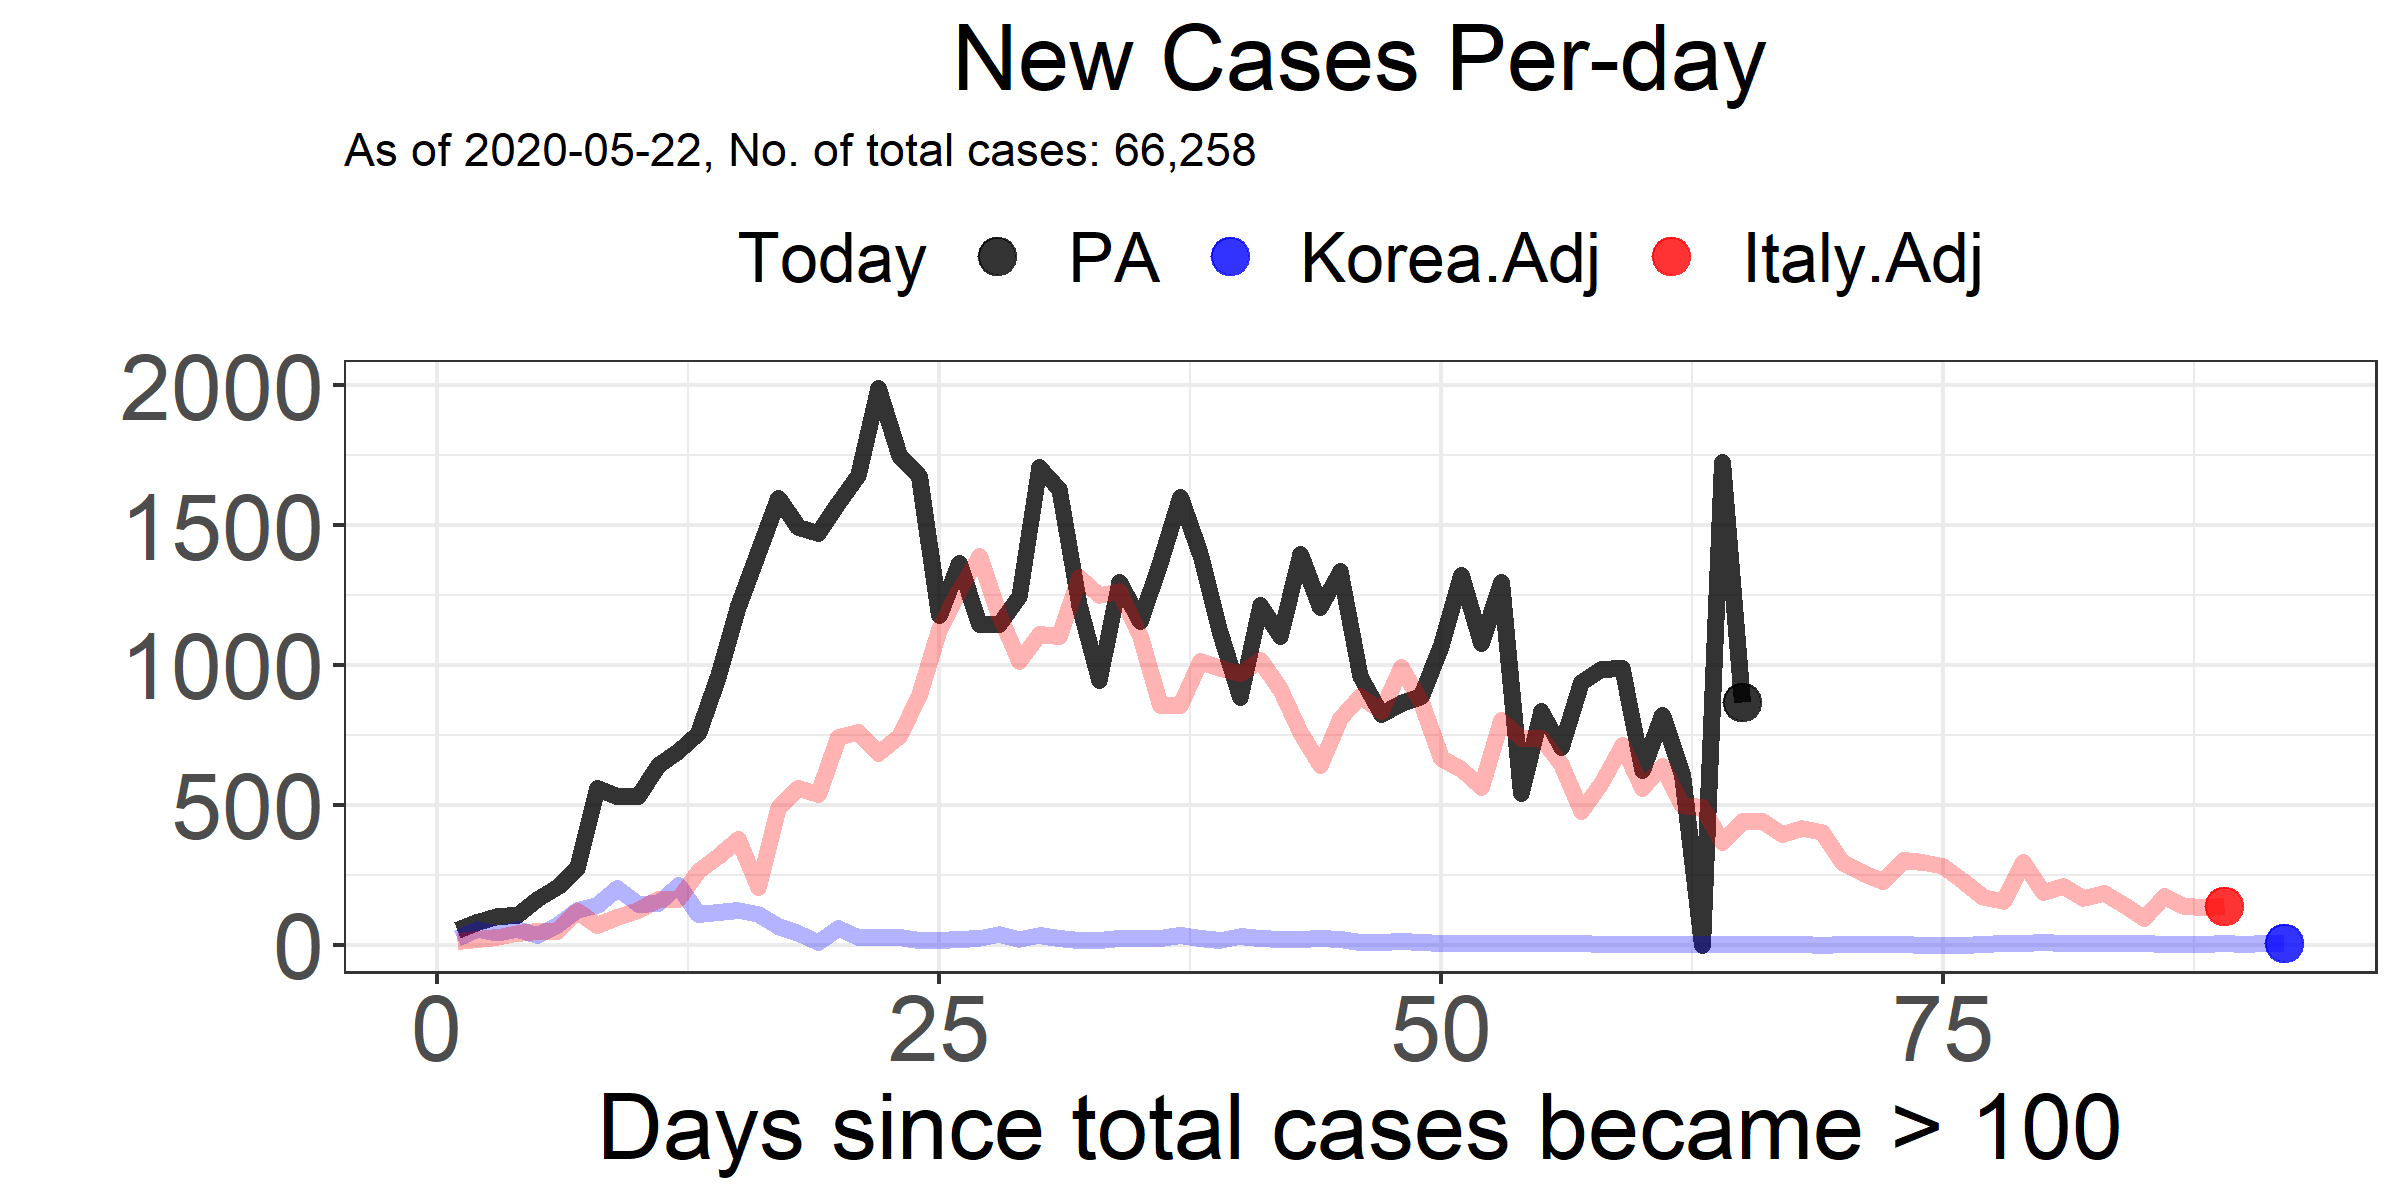 New Cases Per-day
As of 2020-05-22, No. of total cases: 66,258
Today PA Korea.Adj Italy.Adj
2000
1500
1000
500
0
0 25 50 75
Days since total cases became > 100